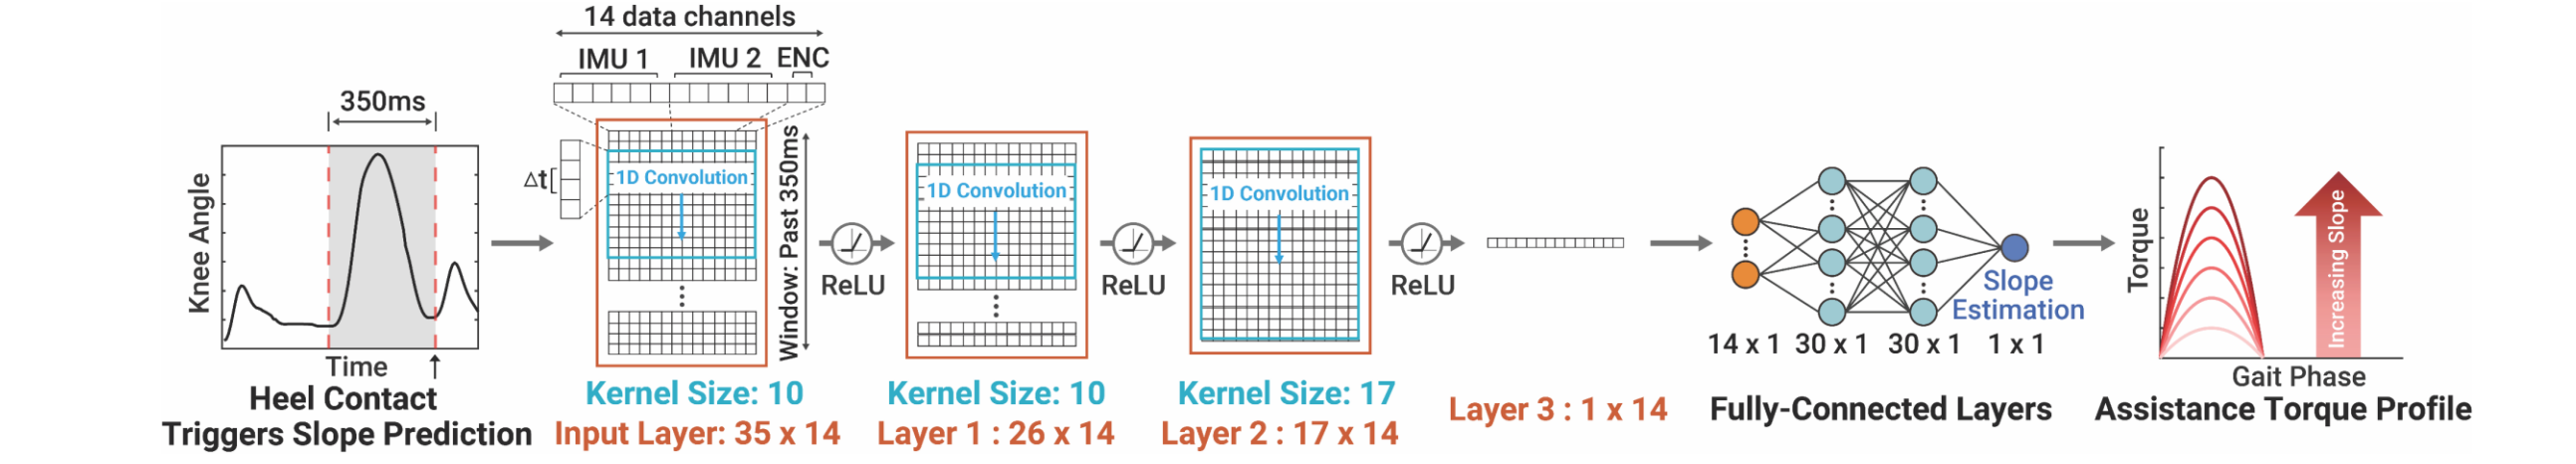 14 data channels
IMU 1
IMU 2
ENC
350ms
Knee Angle
Time
Heel Contact
Triggers Slope Prediction
Δt
1D Convolution
Window: Past 350ms
Kernel Size: 10
Input Layer: 35 x 14
ReLU
1D Convolution
Kernel Size: 10
Layer 1 : 26 x 14
ReLU
1D Convolution
Kernel Size: 17
Layer 2 : 17 x 14
ReLU
Layer 3 : 1 x 14
Slope
Estimation
14 x 1
30 x 1
30 x 1
1 x 1
Fully-Connected Layers
Torque
Increasing Slope
Gait Phase
Assistance Torque Profile